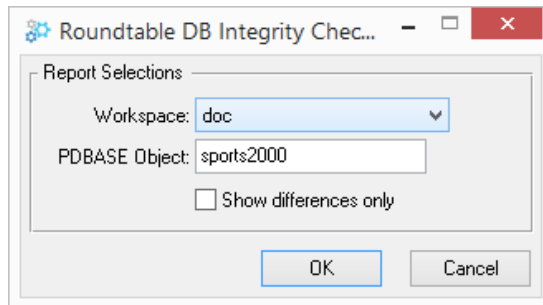 Roundtable DB Integrity Chec...
Report Selections
Workspace: doc
PDBASE Object: sports2000
Show differences only
OK Cancel